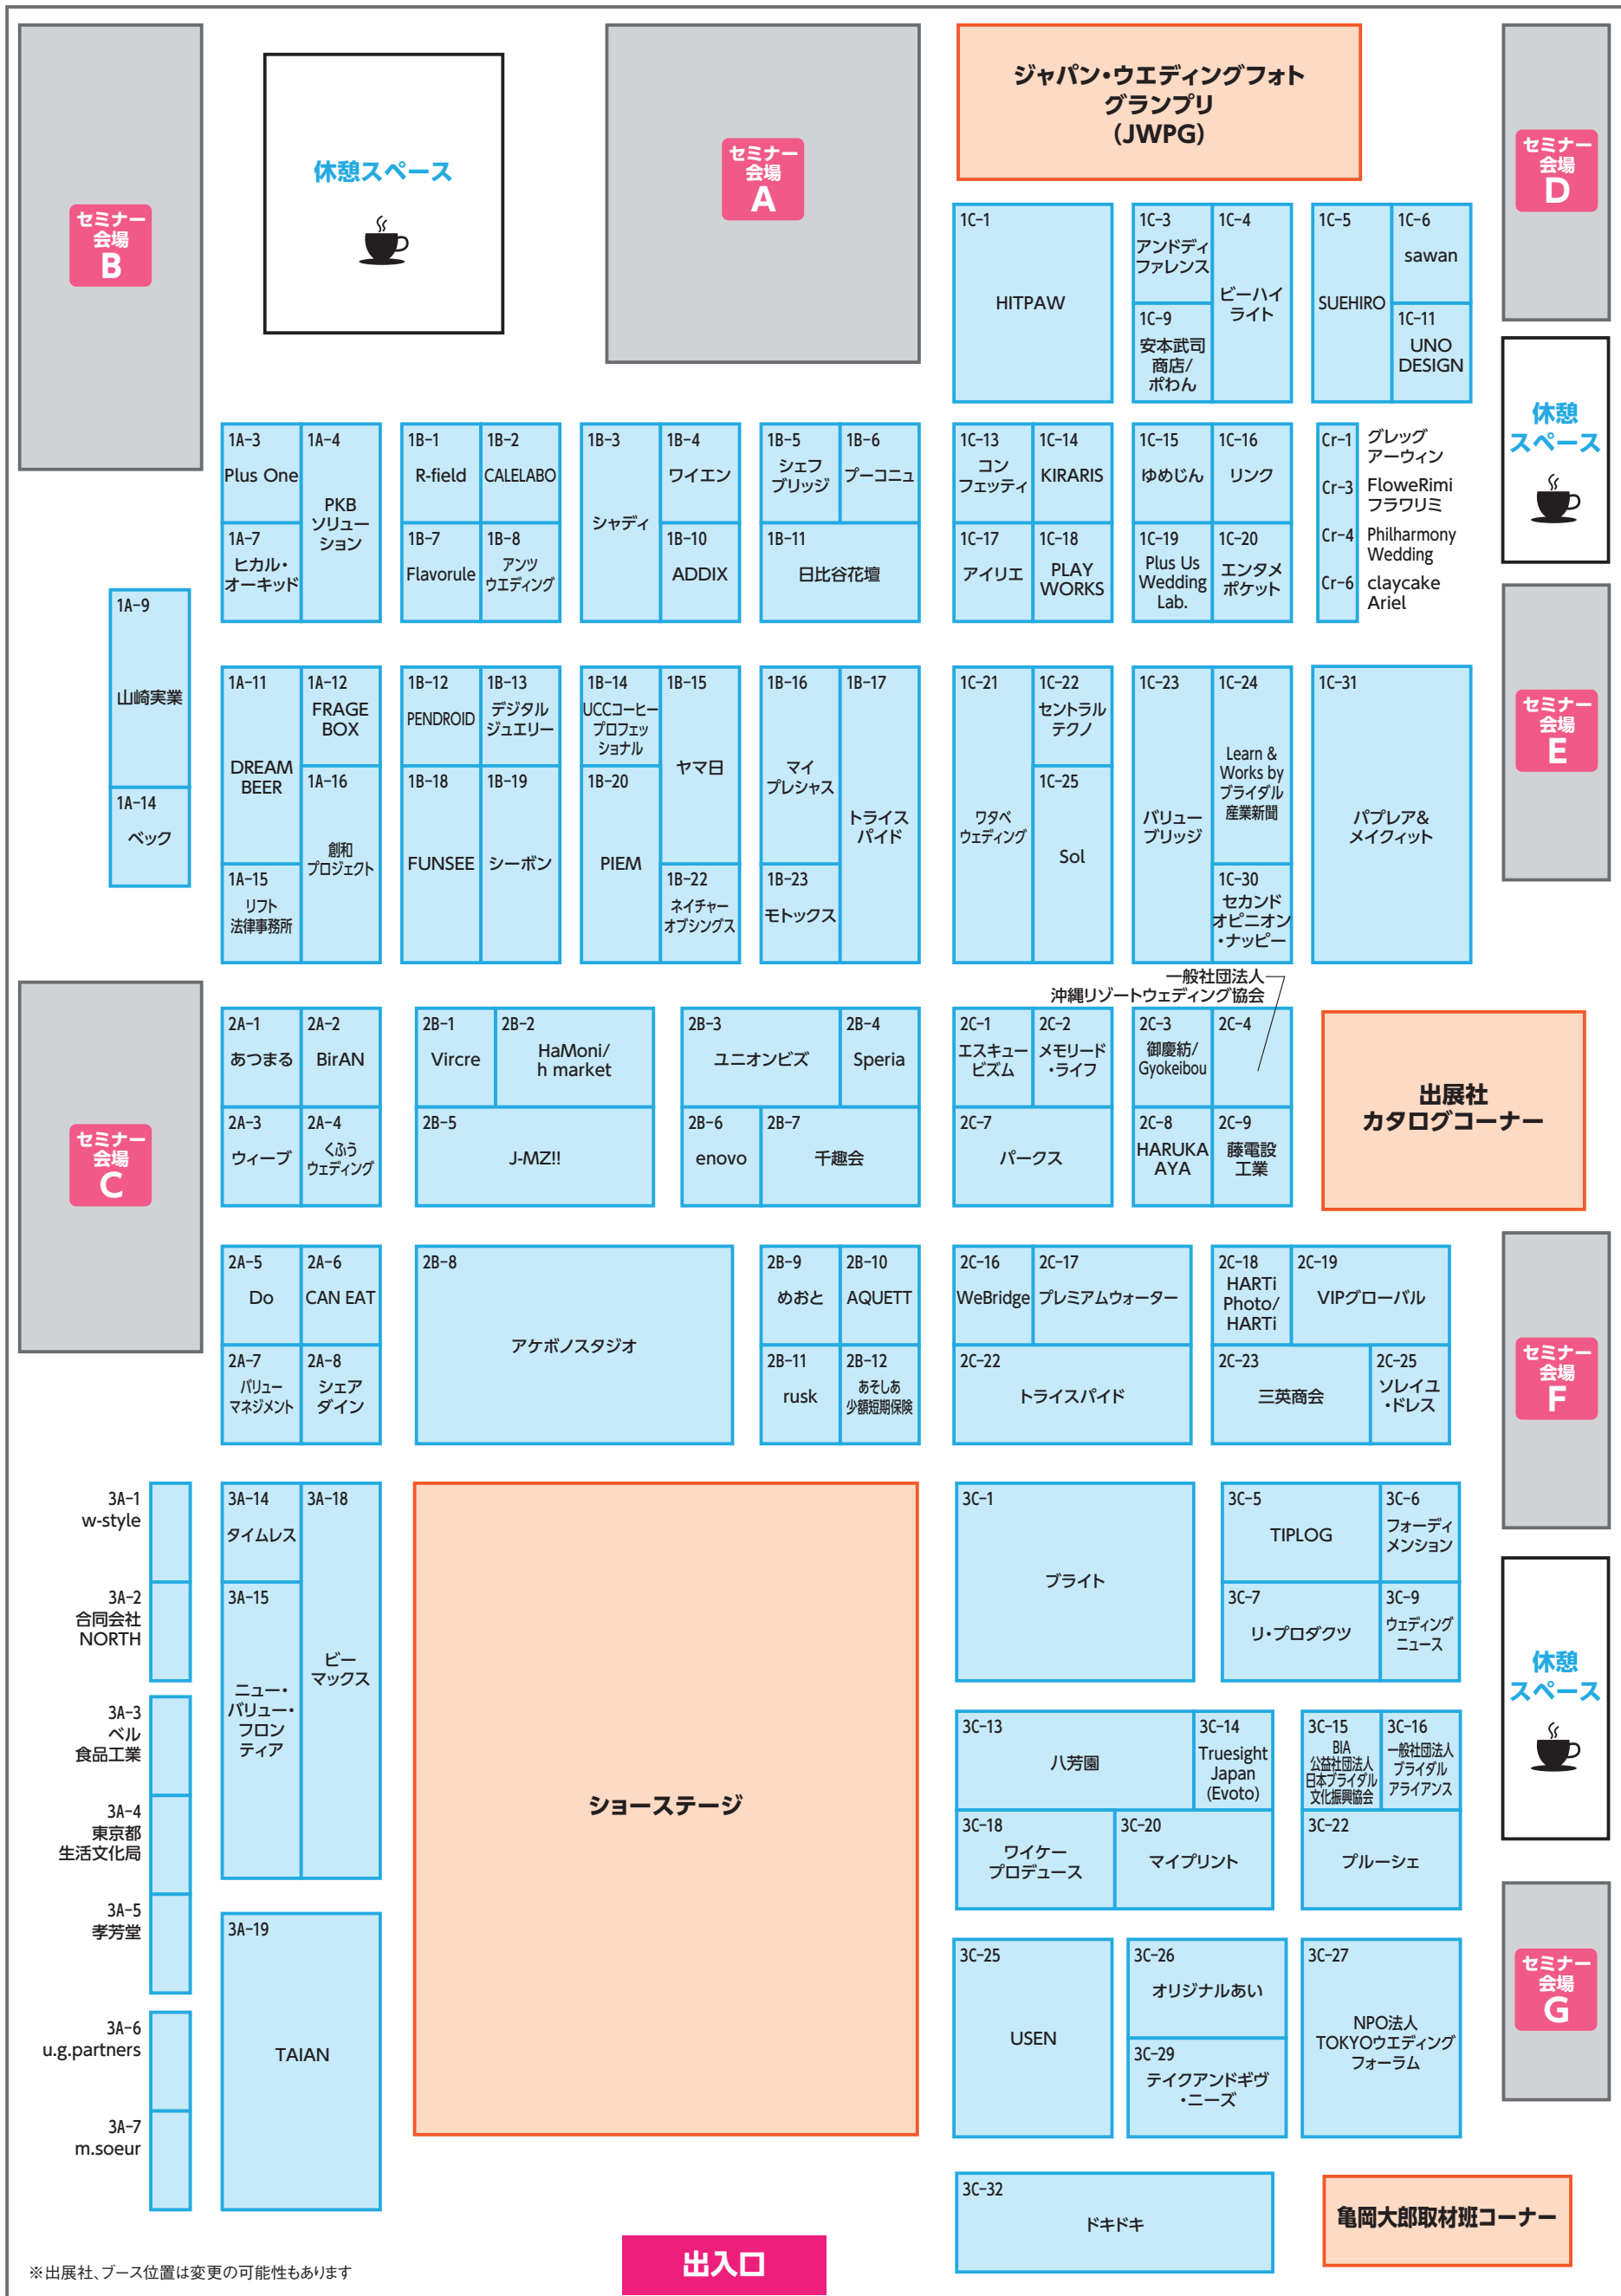 セミナー
会場
B
休憩スペース
セミナー
会場
A
ジャパン・ウエディングフォト
グランプリ
(JWPG)
セミナー
会場
D
1C-1
HITPAW
1C-3
アンドディ
ファレンス
1C-4
ビーハイ
ライト
1C-9
安本武司
商店/
ポわん
1C-5
SUEHIRO
1C-6
sawan
1C-11
UNO
DESIGN
休憩
スペース
1A-3
Plus One
1A-4
PKB
ソリュー
ション
1A-7
ヒカル・
オーキッド
1B-1
R-field
1B-2
CALELABO
1B-7
Flavorule
1B-8
アンツ
ウエディング
1B-3
シャディ
1B-4
ワイエン
1B-10
ADDIX
1B-5
シェフ
ブリッジ
1B-6
プーコニュ
1B-11
日比谷花壇
1C-13
コン
フェッティ
1C-14
KIRARIS
1C-17
アイリエ
1C-18
PLAY
WORKS
1C-15
ゆめじん
1C-16
リンク
1C-19
Plus Us
Wedding
Lab.
1C-20
エンタメ
ポケット
Cr-1
グレッグ
アーウィン
Cr-3
FloweRimi
フラワリミ
Cr-4
Philharmony
Wedding
Cr-6
claycake
Ariel
1A-9
山崎実業
1A-14
ベック
1A-11
DREAM
BEER
1A-12
FRAGE
BOX
1A-16
創和
プロジェクト
1A-15
リフト
法律事務所
1B-12
PENDROID
1B-13
デジタル
ジュエリー
1B-18
FUNSEE
1B-19
シーボン
1B-14
UCCコーヒー
プロフェッ
ショナル
1B-15
ヤマ日
1B-20
PIEM
1B-22
ネイチャー
オブシングス
1B-16
マイ
プレシャス
1B-17
トライス
パイド
1B-23
モトックス
1C-21
ワタベ
ウェディング
1C-22
セントラル
テクノ
1C-25
Sol
1C-23
バリュー
ブリッジ
1C-24
Learn &
Works by
ブライダル
産業新聞
1C-30
セカンド
オピニオン
・ナッピー
1C-31
パプレア&
メイクィット
セミナー
会場
E
セミナー
会場
C
2A-1
あつまる
2A-2
BirAN
2A-3
ウィーブ
2A-4
くふう
ウェディング
2B-1
Vircre
2B-2
HaMoni/
h market
2B-5
J-MZ!!
2B-3
ユニオンビズ
2B-4
Speria
2B-6
enovo
2B-7
千趣会
2C-1
エスキュー
ビズム
2C-2
メモリード
・ライフ
2C-7
パークス
一般社団法人
沖縄リゾートウェディング協会
2C-3
御慶紡/
Gyokeibou
2C-4
2C-8
HARUKA
AYA
2C-9
藤電設
工業
出展社
カタログコーナー
2A-5
Do
2A-6
CAN EAT
2A-7
バリュー
マネジメント
2A-8
シェア
ダイン
2B-8
アケボノスタジオ
2B-9
めおと
2B-10
AQUETT
2B-11
rusk
2B-12
あそしあ
少額短期保険
2C-16
WeBridge
2C-17
プレミアムウォーター
2C-22
トライスパイド
2C-18
HARTi
Photo/
HARTi
2C-19
VIPグローバル
2C-23
三英商会
2C-25
ソレイユ
・ドレス
セミナー
会場
F
3A-1
w-style
3A-2
合同会社
NORTH
3A-3
ベル
食品工業
3A-4
東京都
生活文化局
3A-5
孝芳堂
3A-6
u.g.partners
3A-7
m.soeur
3A-14
タイムレス
3A-18
ビー
マックス
3A-15
ニュー・
バリュー・
フロン
ティア
3A-19
TAIAN
ショーステージ
3C-1
ブライト
3C-5
TIPLOG
3C-6
フォーディ
メンション
3C-7
リ・プロダクツ
3C-9
ウェディング
ニュース
休憩
スペース
3C-13
八芳園
3C-14
Truesight
Japan
(Evoto)
3C-18
ワイケー
プロデュース
3C-20
マイプリント
3C-15
BIA
公益社団法人
日本ブライダル
文化振興協会
3C-16
一般社団法人
ブライダル
アライアンス
3C-22
プルーシェ
3C-25
USEN
3C-26
オリジナルあい
3C-29
テイクアンドギヴ
・ニーズ
3C-27
NPO法人
TOKYOウエディング
フォーラム
セミナー
会場
G
3C-32
ドキドキ
亀岡大郎取材班コーナー
出入口
※出展社、ブース位置は変更の可能性もあります